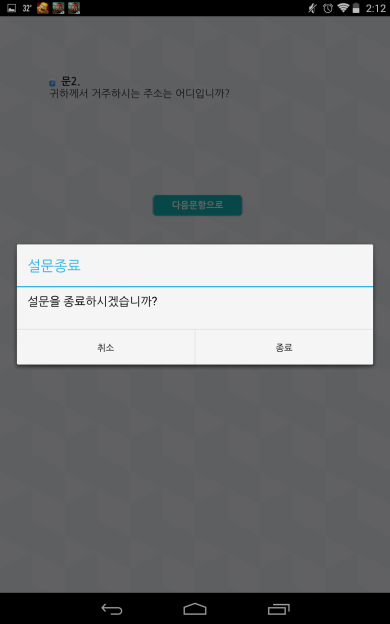 32° 2:12
문2.
귀하께서 거주하시는 주소는 어디입니까?
다음문항으로
설문종료
설문을 종료하시겠습니까?
취소 종료